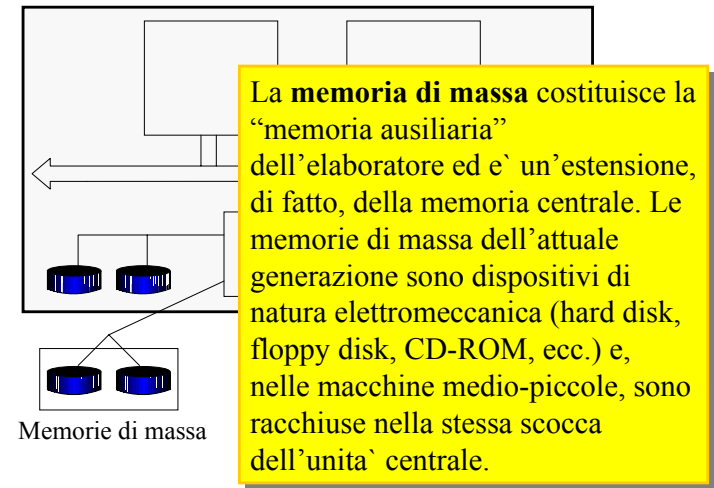 La memoria di massa costituisce la
“memoria ausiliaria”
dell’elaboratore ed e` un’estensione,
di fatto, della memoria centrale. Le
memorie di massa dell’attuale
generazione sono dispositivi di
natura elettromeccanica (hard disk,
floppy disk, CD-ROM, ecc.) e,
nelle macchine medio-piccole, sono
racchiuse nella stessa scocca
dell’unita` centrale.
Memorie di massa